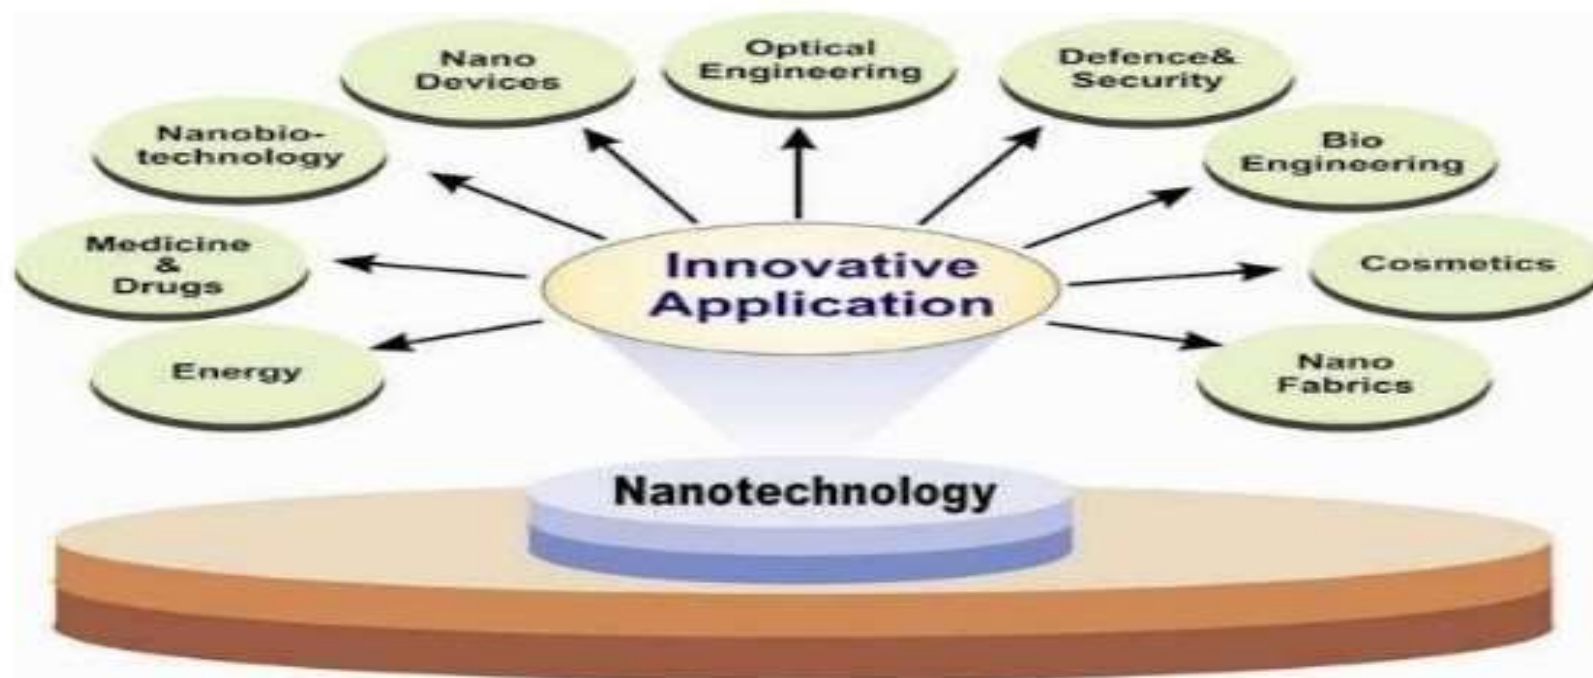 Nano
Devices
Optical
Engineering
Defence&
Security
Nanobio-
technology
Bio
Engineering
Medicine
&
Drugs
Innovative
Application
Cosmetics
Energy
Nano
Fabrics
Nanotechnology